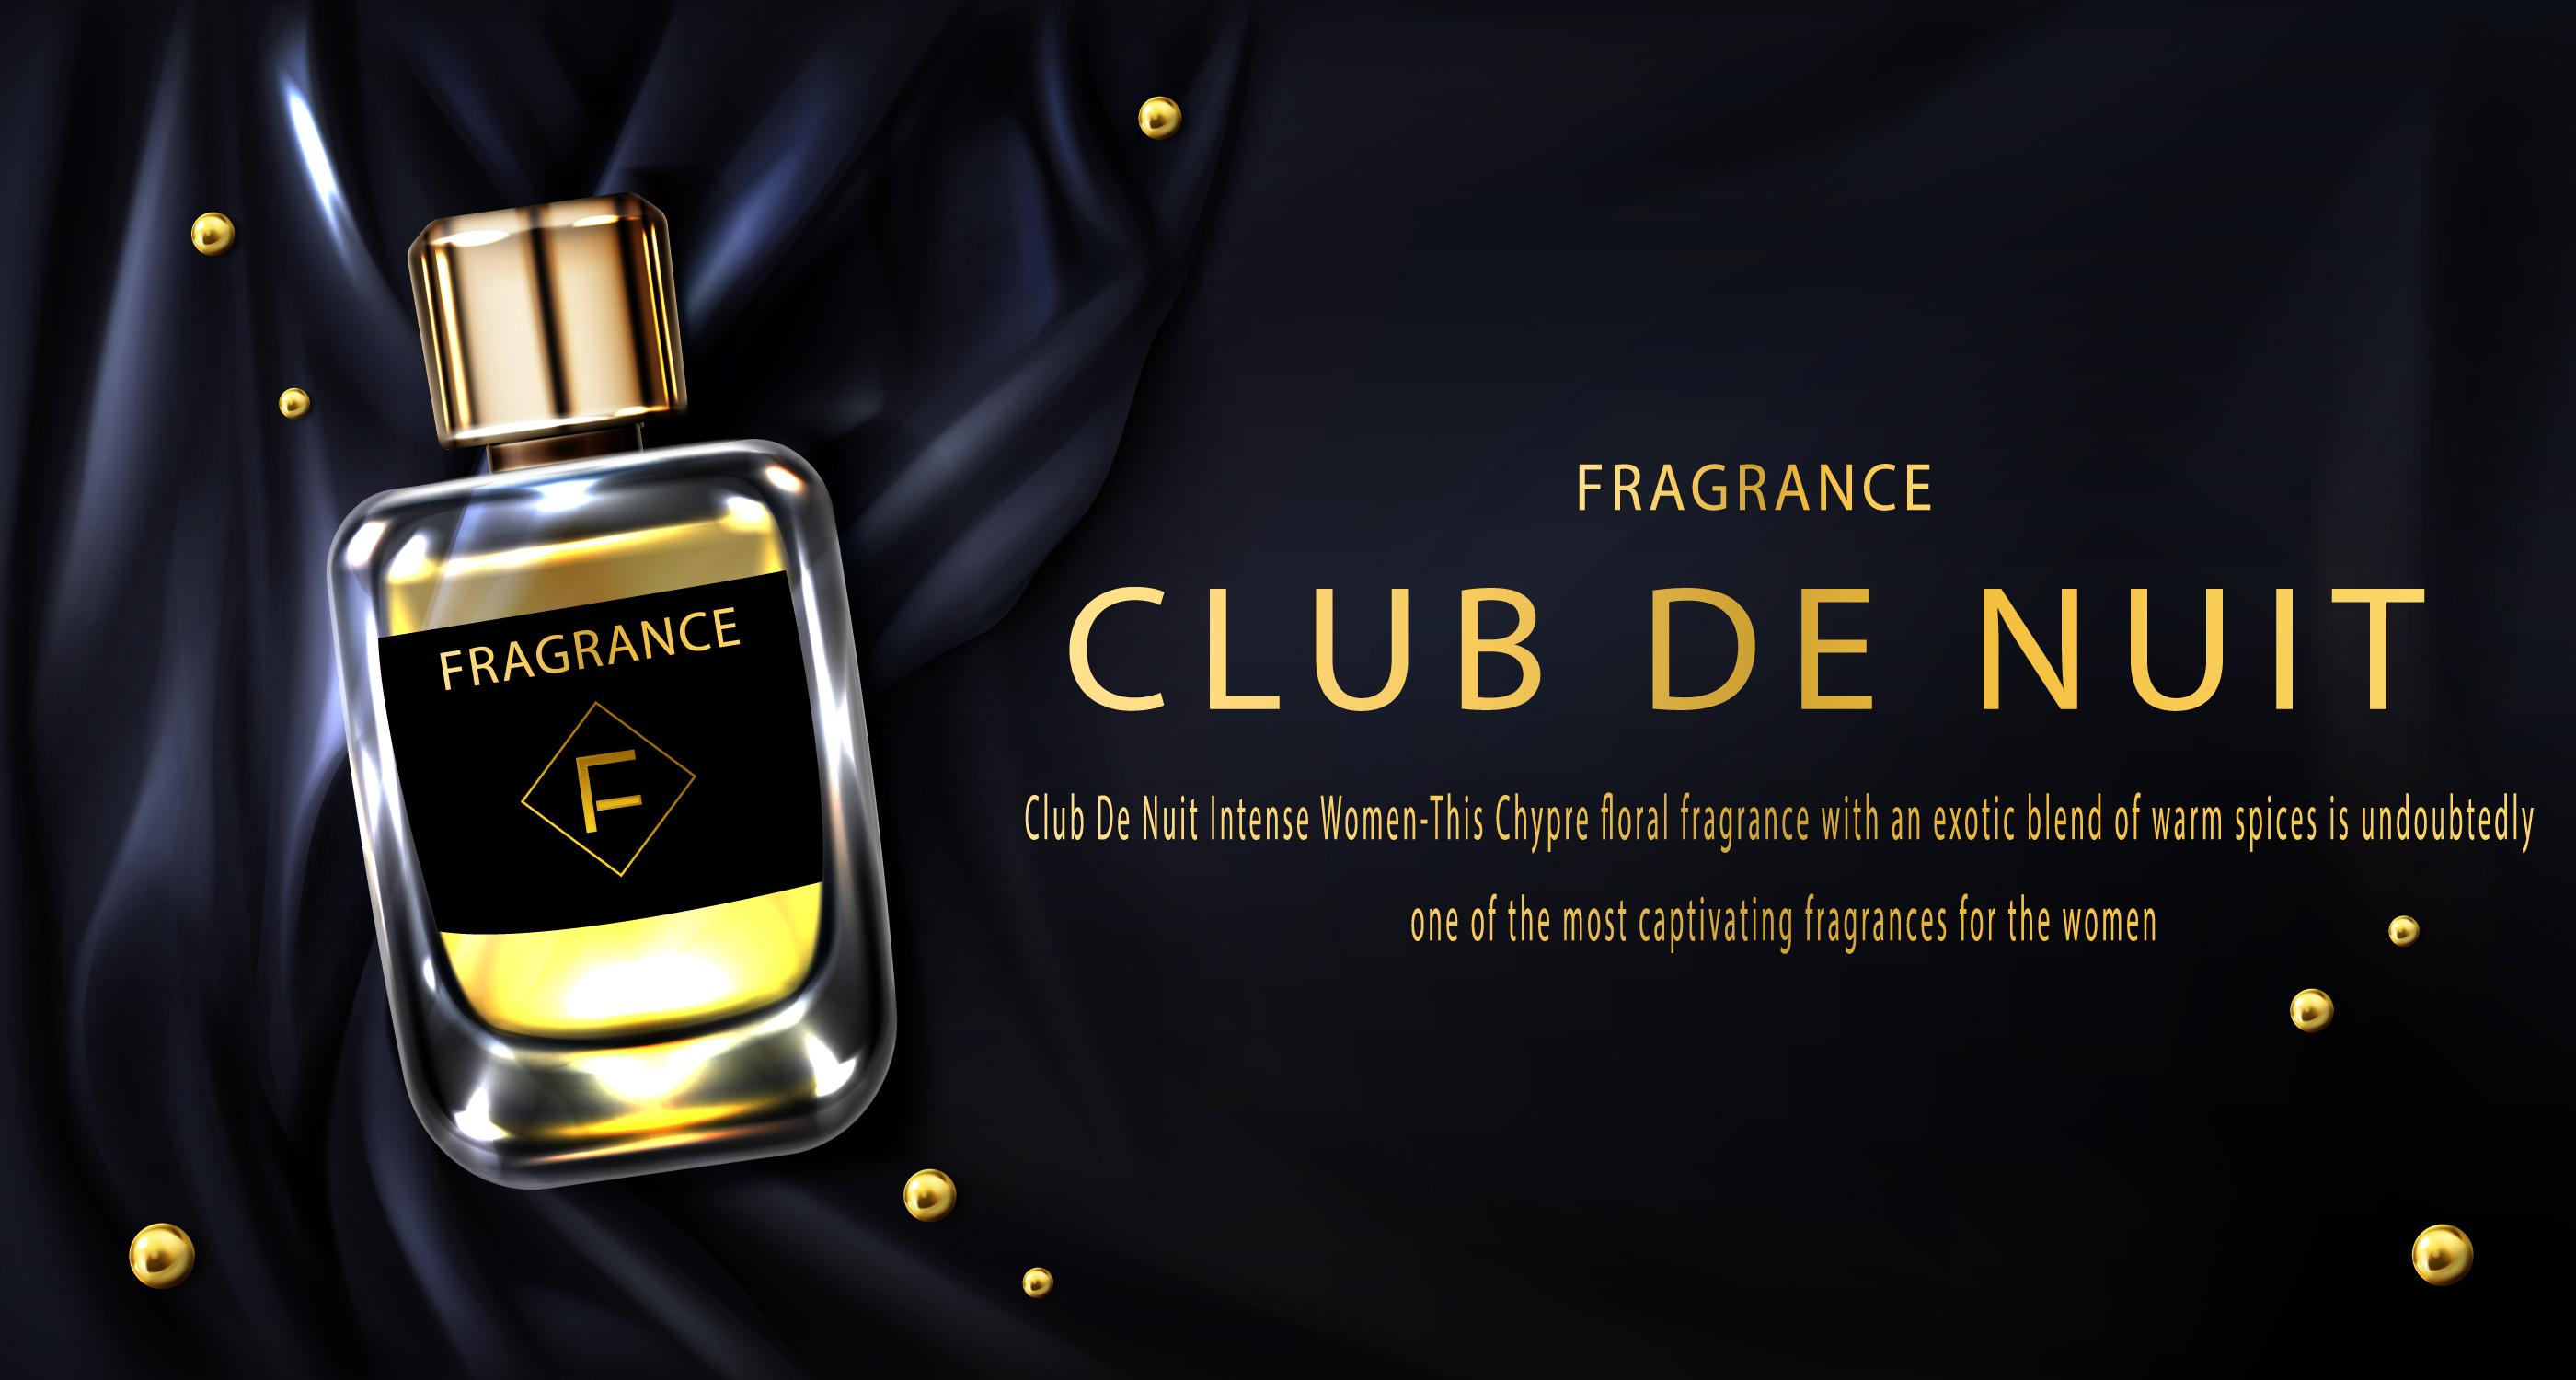 FRAGRANCE
F
FRAGRANCE
CLUB DE NUIT
Club De Nuit Intense Women-This Chypre floral fragrance with an exotic blend of warm spices is undoubtedly
one of the most captivating fragrances for the women